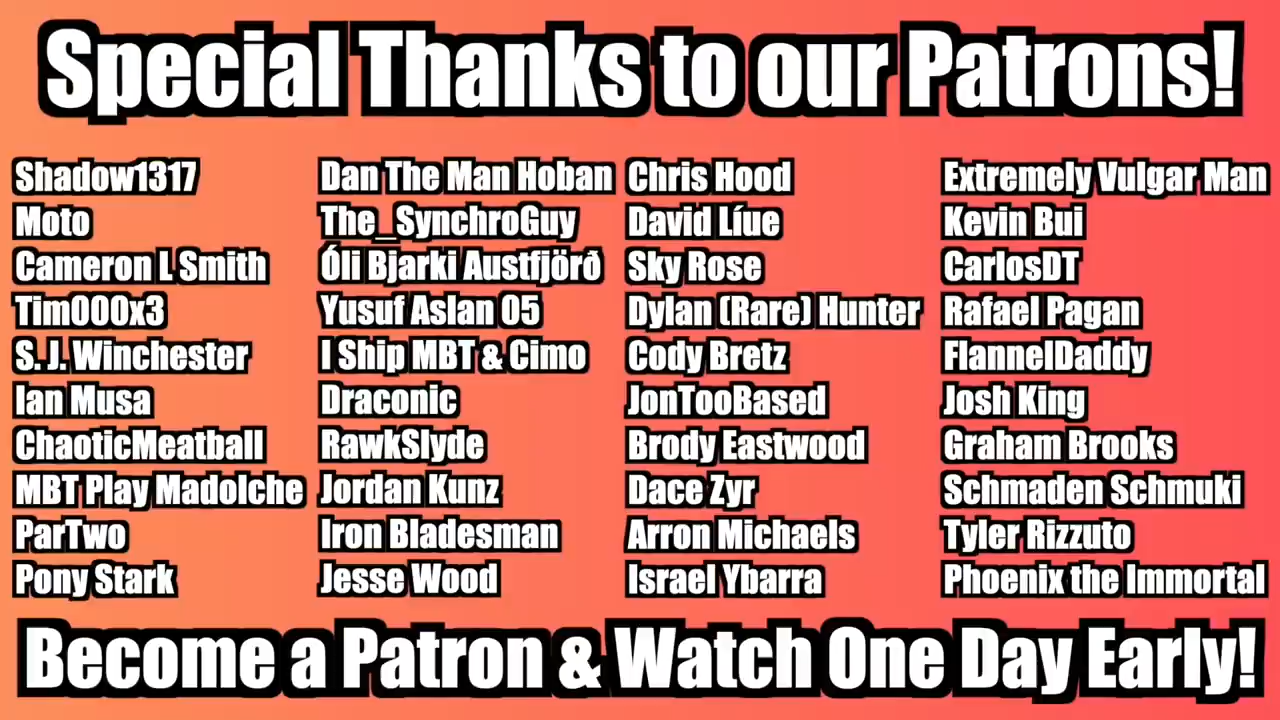 Special Thanks to our Patrons!
Shadow1317
Moto
Cameron L Smith
Tim000x3
S. J. Winchester
Ian Musa
ChaoticMeatball
MBT Play Madolche
ParTwo
Pony Stark
Dan The Man Hoban
The_SynchroGuy
Óli Bjarki Austfjörð
Yusuf Aslan 05
I Ship MBT & Cimo
Draconic
RawkSlyde
Jordan Kunz
Iron Bladesman
Jesse Wood
Chris Hood
David Líue
Sky Rose
Dylan (Rare) Hunter
Cody Bretz
JonTooBased
Brody Eastwood
Dace Zyr
Arron Michaels
Israel Ybarra
Extremely Vulgar Man
Kevin Bui
CarlosDT
Rafael Pagan
FlannelDaddy
Josh King
Graham Brooks
Schmaden Schmuki
Tyler Rizzuto
Phoenix the Immortal
Become a Patron & Watch One Day Early!